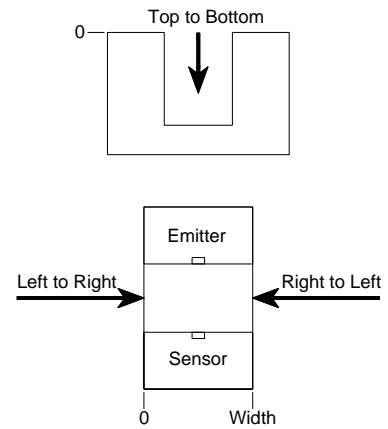 Top to Bottom
0
Emitter
Left to Right
Right to Left
Sensor
0
Width